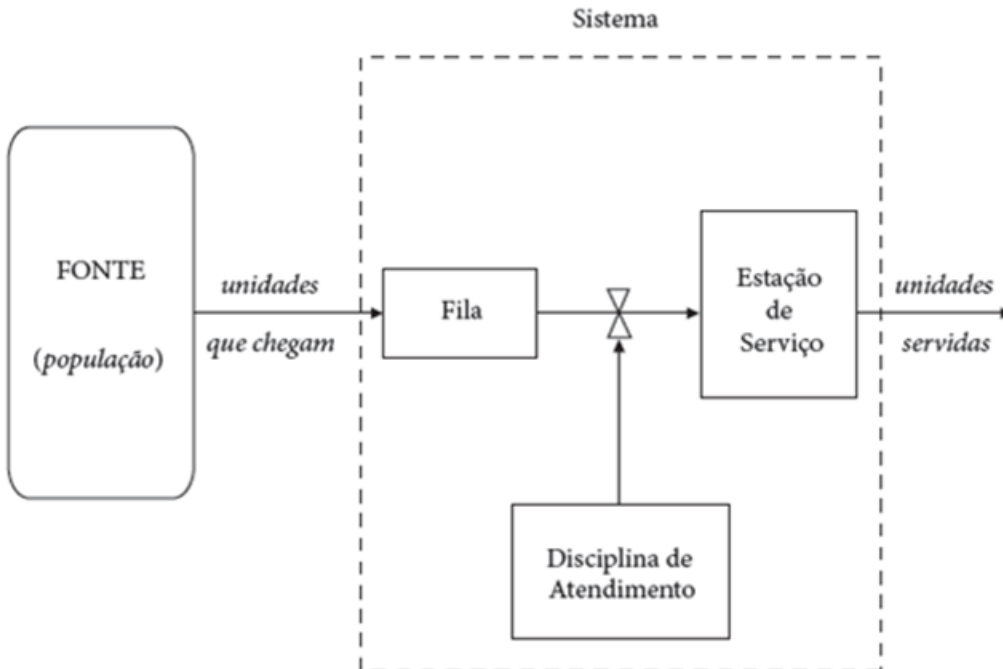 Sistema
FONTE
(população)
unidades
que chegam
Fila
Estação
de
Serviço
unidades
servidas
Disciplina de
Atendimento